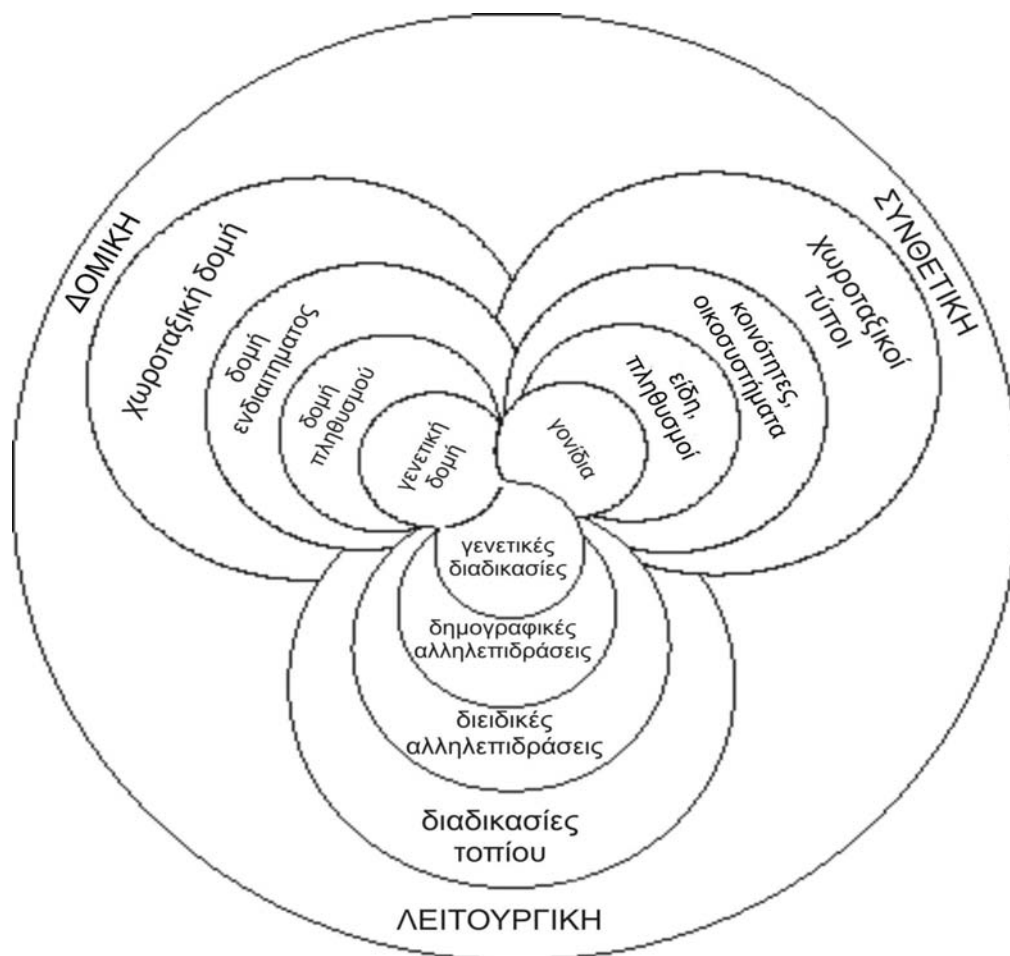 ΔΟΜΙΚΗ
χωροταξική δομή
δομή
ενδιαιτηματος
δομή
πληθυσμού
γενετική
δομή
ΣΥΝΘΕΤΙΚΗ
χωροταξικοί
τύποι
κοινότητες,
οικοσυστήματα
είδη,
πληθυσμοί
γονίδια
γενετικές
διαδικασίες
δημογραφικές
αλληλεπιδράσεις
διειδικές
αλληλεπιδράσεις
διαδικασίες
τοπίου
ΛΕΙΤΟΥΡΓΙΚΗ